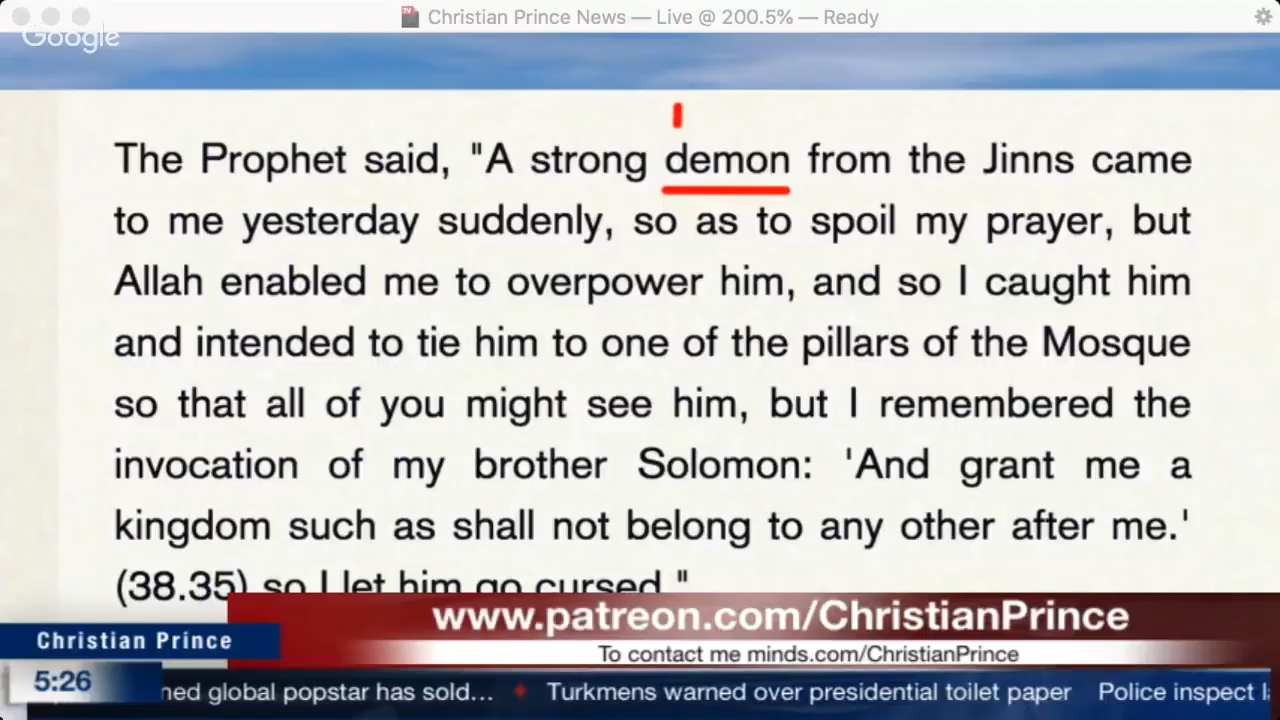 Christian Prince News — Live @ 200.5% — Ready
Google
The Prophet said, "A strong demon from the Jinns came
to me yesterday suddenly, so as to spoil my prayer, but
Allah enabled me to overpower him, and so I caught him
and intended to tie him to one of the pillars of the Mosque
so that all of you might see him, but I remembered the
invocation of my brother Solomon: 'And grant me a
kingdom such as shall not belong to any other after me.'
(38.35) so I let him go cursed."
www.patreon.com/ChristianPrince
Christian Prince
To contact me minds.com/ChristianPrince
5:26
ned global popstar has sold... Turkmens warned over presidential toilet paper Police inspect